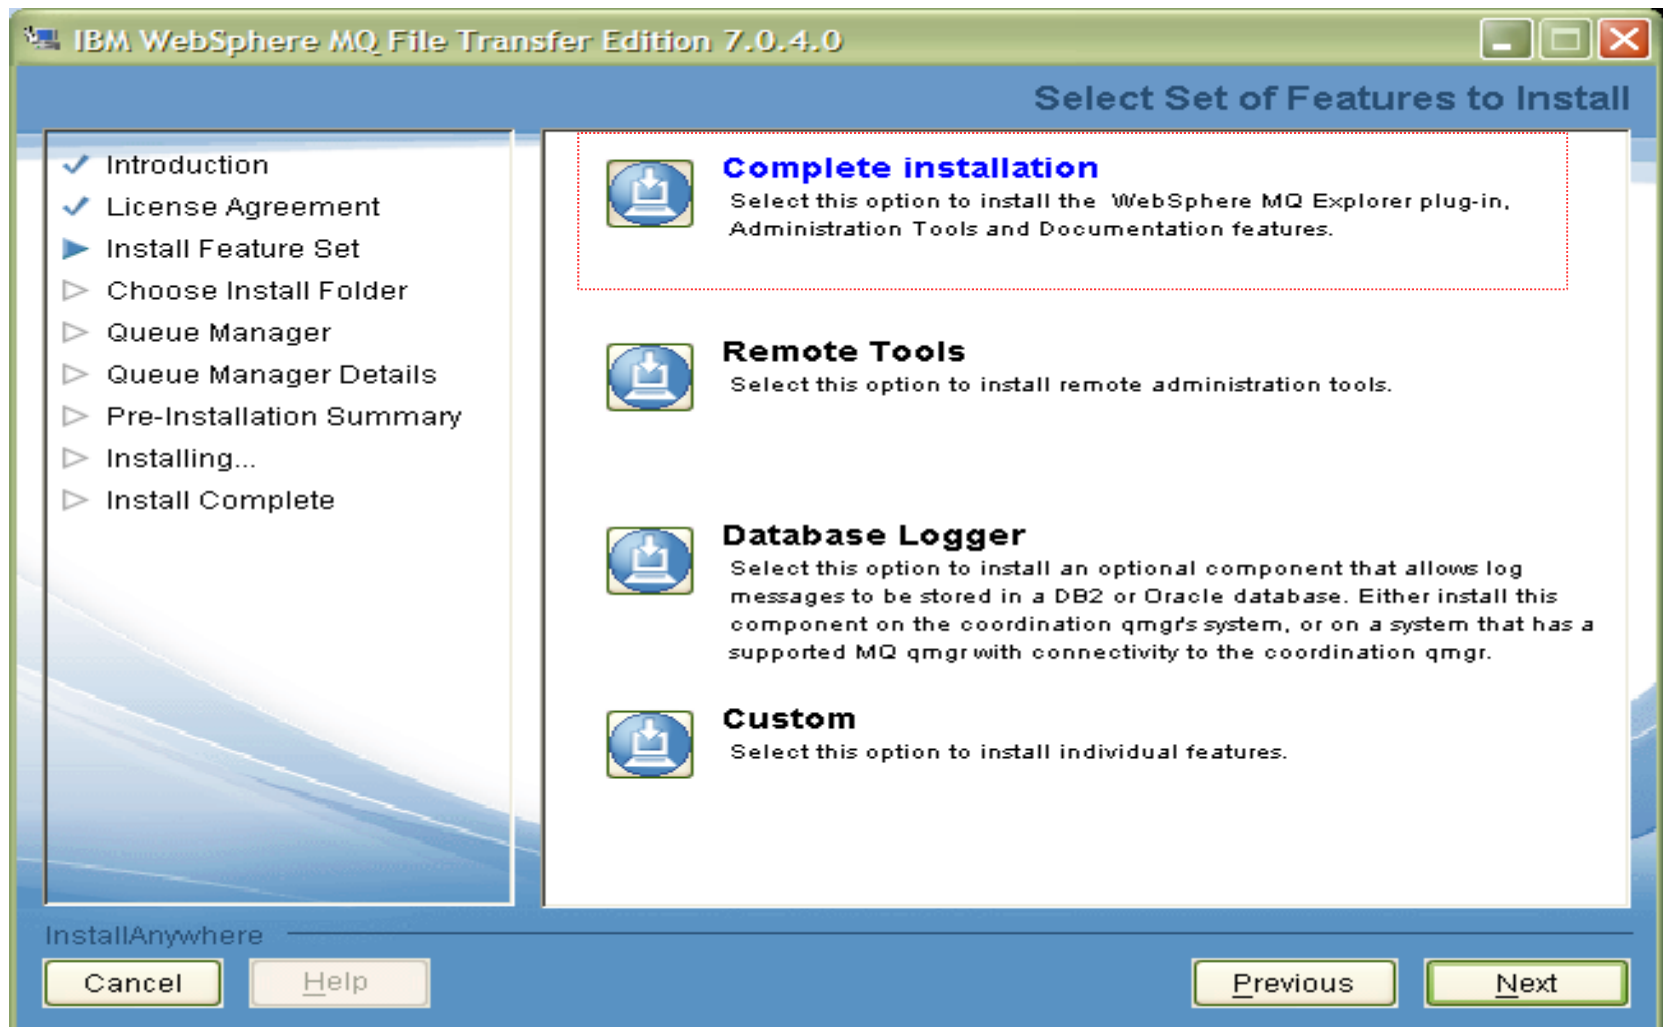 IBM WebSphere MQ File Transfer Edition 7.0.4.0
Select Set of Features to Install
Introduction
License Agreement
Install Feature Set
Choose Install Folder
Queue Manager
Queue Manager Details
Pre-Installation Summary
Installing...
Install Complete
Complete installation
Select this option to install the WebSphere MQ Explorer plug-in,
Administration Tools and Documentation features.
Remote Tools
Select this option to install remote administration tools.
Database Logger
Select this option to install an optional component that allows log
messages to be stored in a DB2 or Oracle database. Either install this
component on the coordination qmgr's system, or on a system that has a
supported MQ qmgr with connectivity to the coordination qmgr.
Custom
Select this option to install individual features.
InstallAnywhere
Cancel
Help
Previous
Next